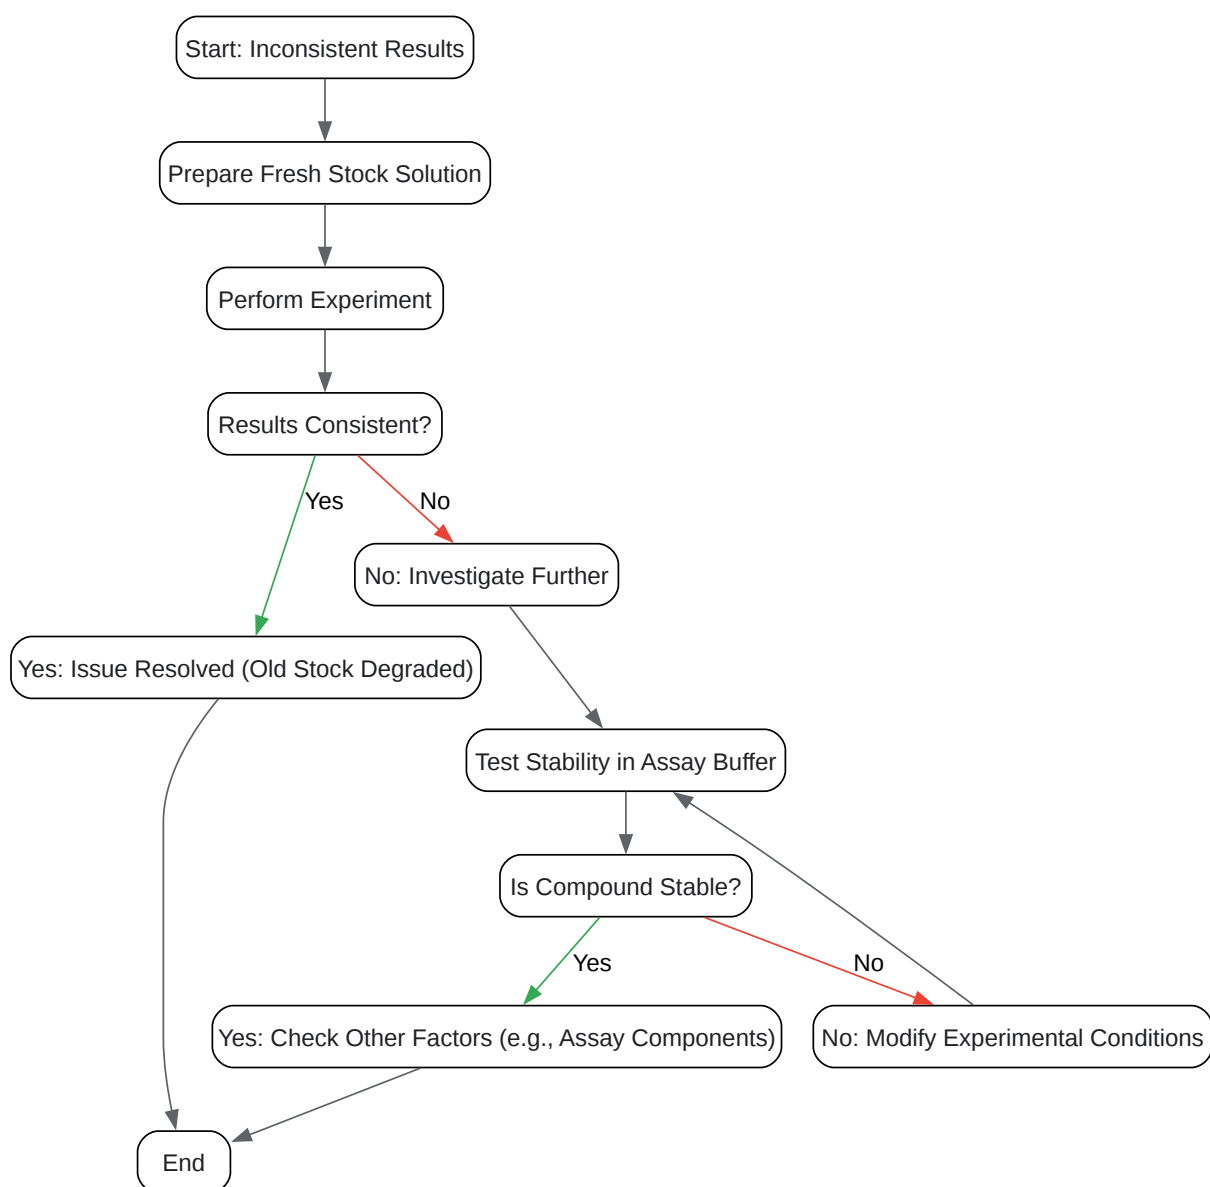 Start: Inconsistent Results
Prepare Fresh Stock Solution
Perform Experiment
Results Consistent?
Yes
No
No: Investigate Further
Yes: Issue Resolved (Old Stock Degraded)
Test Stability in Assay Buffer
Is Compound Stable?
Yes
No
Yes: Check Other Factors (e.g., Assay Components)
No: Modify Experimental Conditions
End